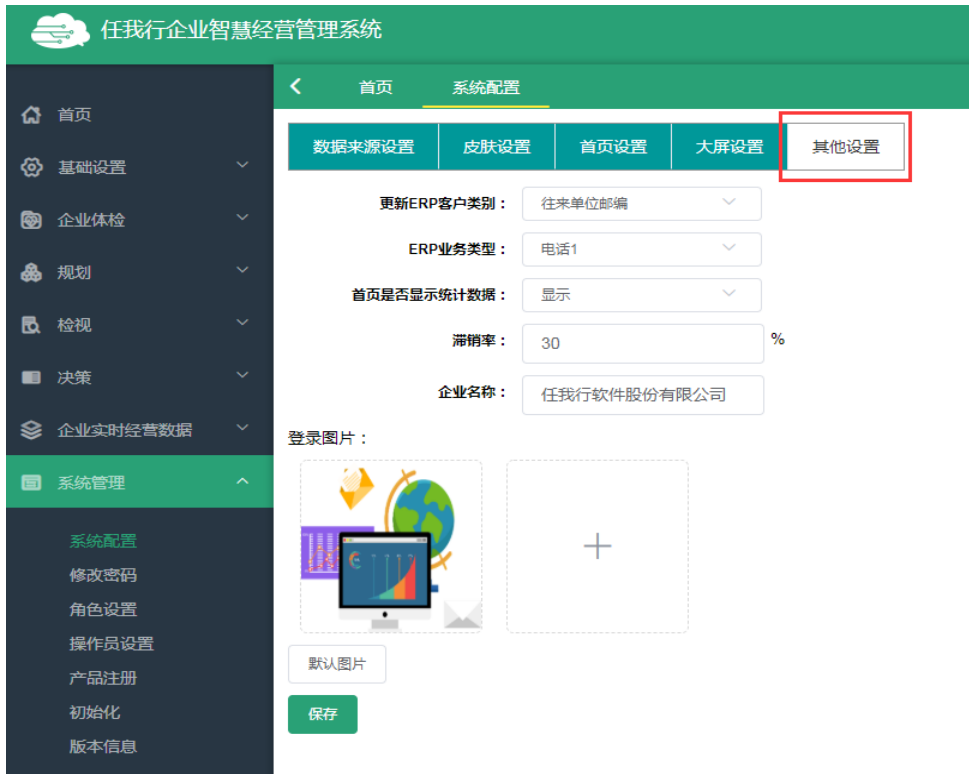 任我行企业智慧经营管理系统
首页
基础设置
企业体检
规划
检视
决策
企业实时经营数据
系统管理
系统配置
修改密码
角色设置
操作员设置
产品注册
初始化
版本信息
首页 系统配置
数据来源设置 皮肤设置 首页设置 大屏设置 其他设置
更新ERP客户类别： 往来单位邮编
ERP业务类型： 电话1
首页是否显示统计数据： 显示
滞销率： 30 %
企业名称： 任我行软件股份有限公司
登录图片：
默认图片
保存